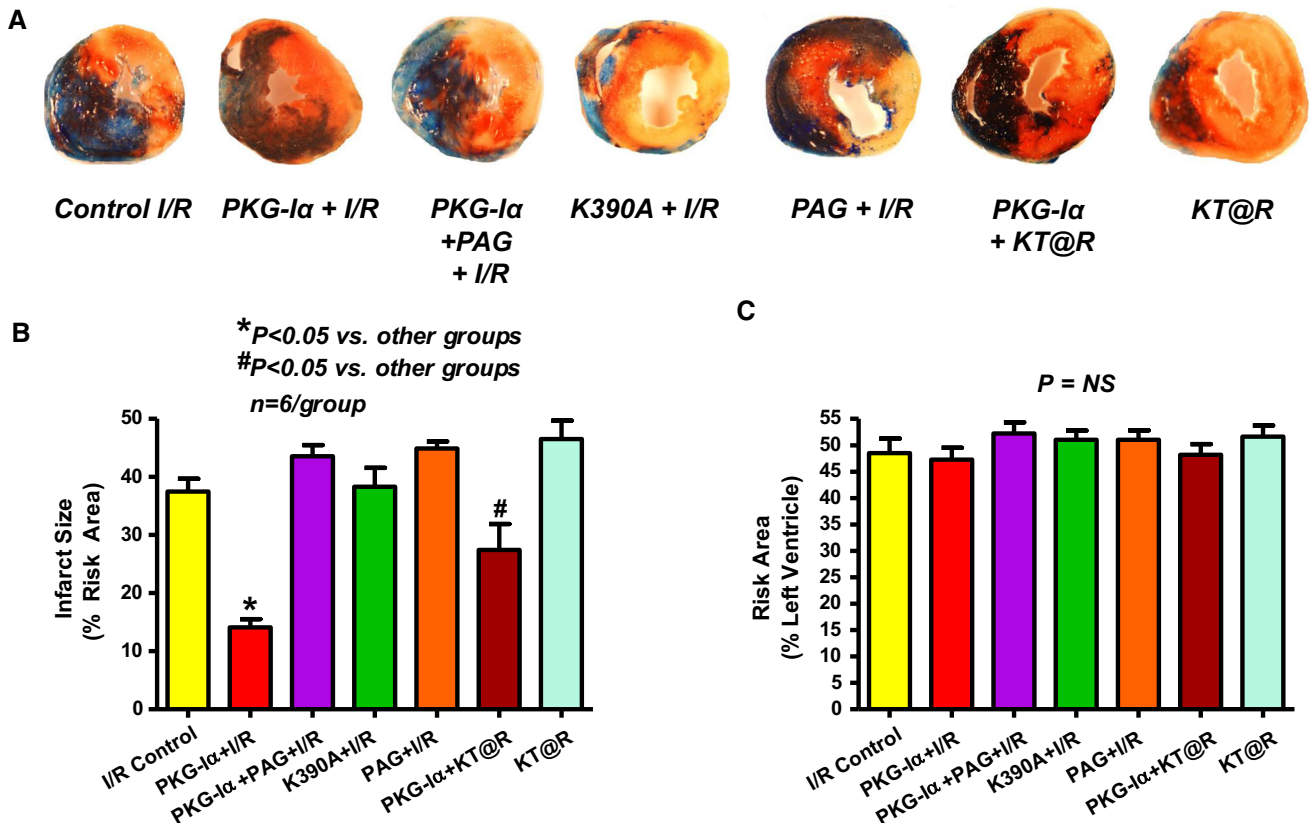 A
Control I/R
PKG-Iα + I/R
PKG-Iα
+PAG
+ I/R
K390A + I/R
PAG + I/R
PKG-Iα
+ KT@R
KT@R
B
*P<0.05 vs. other groups
#P<0.05 vs. other groups
n=6/group
Infarct Size
(% Risk Area)
50
40
30
20
10
0
*
#
I/R Control
PKG-Iα+I/R
PKG-Iα +PAG+I/R
K390A+I/R
PAG+I/R
PKG-Iα+KT@R
KT@R
C
P = NS
Risk Area
(% Left Ventricle)
55
50
45
40
35
30
25
20
15
10
5
0
I/R Control
PKG-Iα+I/R
PKG-Iα +PAG+I/R
K390A+I/R
PAG+I/R
PKG-Iα+KT@R
KT@R